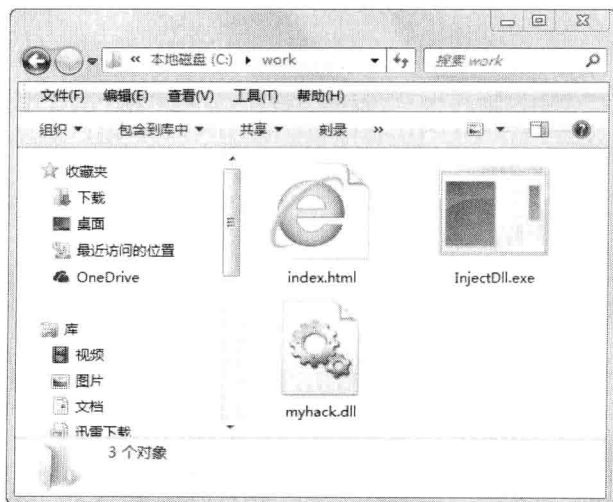 « 本地磁盘 (C:) ▸ work
搜索 work
文件(F) 编辑(E) 查看(V) 工具(T) 帮助(H)
组织 包含到库中 共享 刻录 »
收藏夹
下载
桌面
最近访问的位置
OneDrive
库
视频
图片
文档
迅雷下载
index.html
InjectDll.exe
myhack.dll
3 个对象